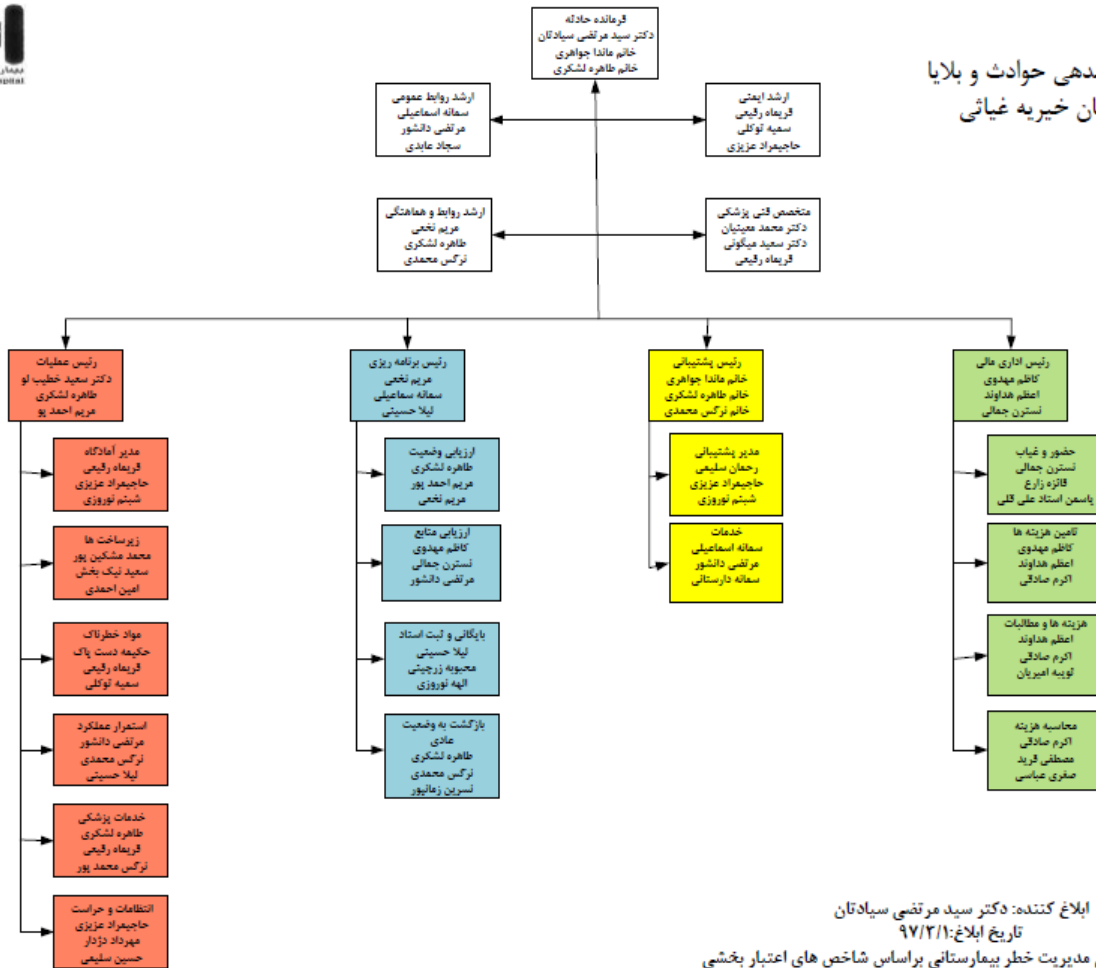 فرمانده حادثه
دکتر سید مرتضی سیادتان
خانم ماندا جواهری
خانم طاهره لشکری
دهی حوادث و بلایا
ان خیریه غیاثی
ارشد ایمنی
فریماه رفیعی
سمیه توکلی
حاجیمراد عزیزی
ارشد روابط عمومی
سمانه اسماعیلی
مرتضی دانشور
سجاد عابدی
متخصص فنی پزشکی
دکتر محمد معینیان
دکتر سعید میگونی
فریماه رفیعی
ارشد روابط و هماهنگی
مریم نخعی
طاهره لشکری
نرگس محمدی
رئیس اداری مالی
کاظم مهدوی
اعظم هداوند
نسترن جمالی
حضور و غیاب
نسترن جمالی
فائزه زارع
یاسمن استاد علی قلی
تامین هزینه ها
کاظم مهدوی
اعظم هداوند
اکرم صادقی
هزینه ها و مطالبات
اعظم هداوند
اکرم صادقی
ثویبه امیریان
محاسبه هزینه
اکرم صادقی
مصطفی فرید
صغری عباسی
رئیس پشتیبانی
خانم ماندا جواهری
خانم طاهره لشکری
خانم نرگس محمدی
مدیر پشتیبانی
رحمان سلیمی
حاجیمراد عزیزی
شبنم نوروزی
خدمات
سمانه اسماعیلی
مرتضی دانشور
سمانه دارستانی
رئیس برنامه ریزی
مریم نخعی
سمانه سماعیلی
لیلا حسینی
ارزیابی وضعیت
طاهره لشکری
مریم احمد پور
مریم نخعی
ارزیابی منابع
کاظم مهدوی
نسترن جمالی
مرتضی دانشور
بایگانی و ثبت اسناد
لیلا حسینی
محبوبه زرچینی
الهه نوروزی
بازگشت به وضعیت
عادی
طاهره لشکری
نرگس محمدی
نسرین زمانپور
رئیس عملیات
دکتر سعید خطیب لو
طاهره لشکری
مریم احمد پو
مدیر آمادگاه
فریماه رفیعی
حاجیمراد عزیزی
شبنم نوروزی
زیرساخت ها
محمد مشکین پور
سعید نیک بخش
امین احمدی
مواد خطرناک
حکیمه دست پاک
فریماه رفیعی
سمیه توکلی
استمرار عملکرد
مرتضی دانشور
نرگس محمدی
لیلا حسینی
خدمات پزشکی
طاهره لشکری
فریماه رفیعی
نرگس محمد پور
انتظامات و حراست
حاجیمراد عزیزی
مهرداد دژدار
حسین سلیمی
ابلاغ کننده: دکتر سید مرتضی سیادتان
تاریخ ابلاغ:۹۷/۳/۱
مدیریت خطر بیمارستانی براساس شاخص های اعتبار بخشی